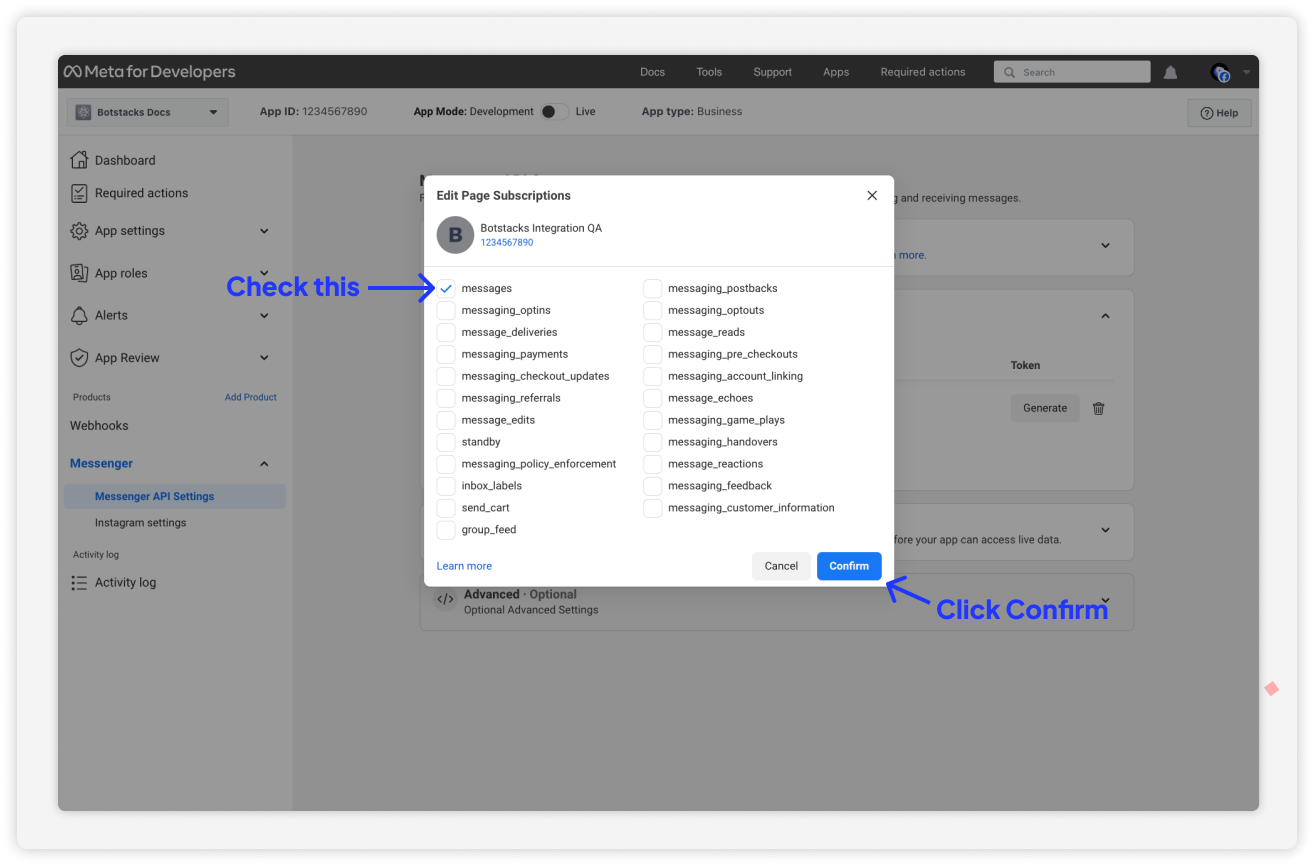 Meta for Developers
Docs
Tools
Support
Apps
Required actions
Search
Botstacks Docs
App ID: 1234567890
App Mode: Development
Live
App type: Business
Help
Dashboard
Required actions
App settings
App roles
Alerts
App Review
Products
Add Product
Webhooks
Messenger
Messenger API Settings
Instagram settings
Activity log
Activity log
Edit Page Subscriptions
Botstacks Integration QA
B
1234567890
g and receiving messages.
more.
Check this
messages
messaging_postbacks
messaging_optins
messaging_optouts
message_deliveries
message_reads
messaging_payments
messaging_pre_checkouts
messaging_checkout_updates
messaging_account_linking
messaging_referrals
message_echoes
message_edits
messaging_game_plays
standby
messaging_handovers
messaging_policy_enforcement
message_reactions
inbox_labels
messaging_feedback
send_cart
messaging_customer_information
group_feed
Learn more
Cancel
Confirm
Token
Generate
fore your app can access live data.
Click Confirm
</> Advanced · Optional
Optional Advanced Settings